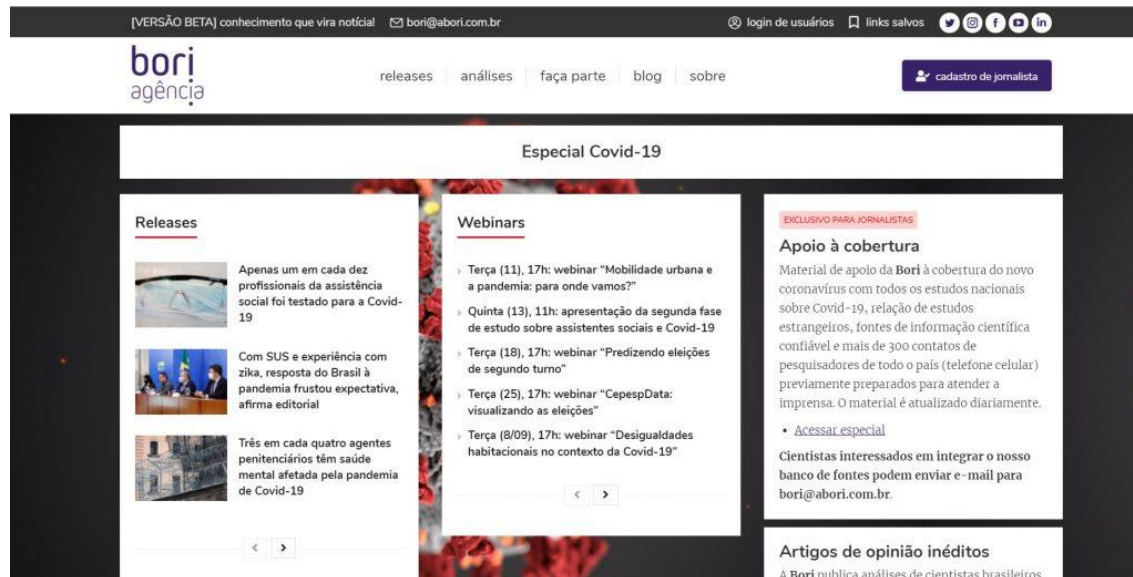 [VERSÃO BETA] conhecimento que vira notícia! bori@abori.com.br login de usuários links salvos
bori
agência
releases análises faça parte blog sobre
cadastro de jornalista
Especial Covid-19
Releases
Apenas um em cada dez
profissionais da assistência
social foi testado para a Covid-
19
Com SUS e experiência com
zika, resposta do Brasil à
pandemia frustou expectativa,
afirma editorial
Três em cada quatro agentes
penitenciários têm saúde
mental afetada pela pandemia
de Covid-19
Webinars
Terça (11), 17h: webinar “Mobilidade urbana e
a pandemia: para onde vamos?”
Quinta (13), 11h: apresentação da segunda fase
de estudo sobre assistentes sociais e Covid-19
Terça (18), 17h: webinar “Predizendo eleições
de segundo turno”
Terça (25), 17h: webinar “CepespData:
visualizando as eleições”
Terça (8/09), 17h: webinar “Desigualdades
habitacionais no contexto da Covid-19”
EXCLUSIVO PARA JORNALISTAS
Apoio à cobertura
Material de apoio da Bori à cobertura do novo
coronavírus com todos os estudos nacionais
sobre Covid-19, relação de estudos
estrangeiros, fontes de informação científica
confiável e mais de 300 contatos de
pesquisadores de todo o país (telefone celular)
previamente preparados para atender a
imprensa. O material é atualizado diariamente.
Acessar especial
Cientistas interessados em integrar o nosso
banco de fontes podem enviar e-mail para
bori@abori.com.br.
Artigos de opinião inéditos
A Bori publica análises de cientistas brasileiros